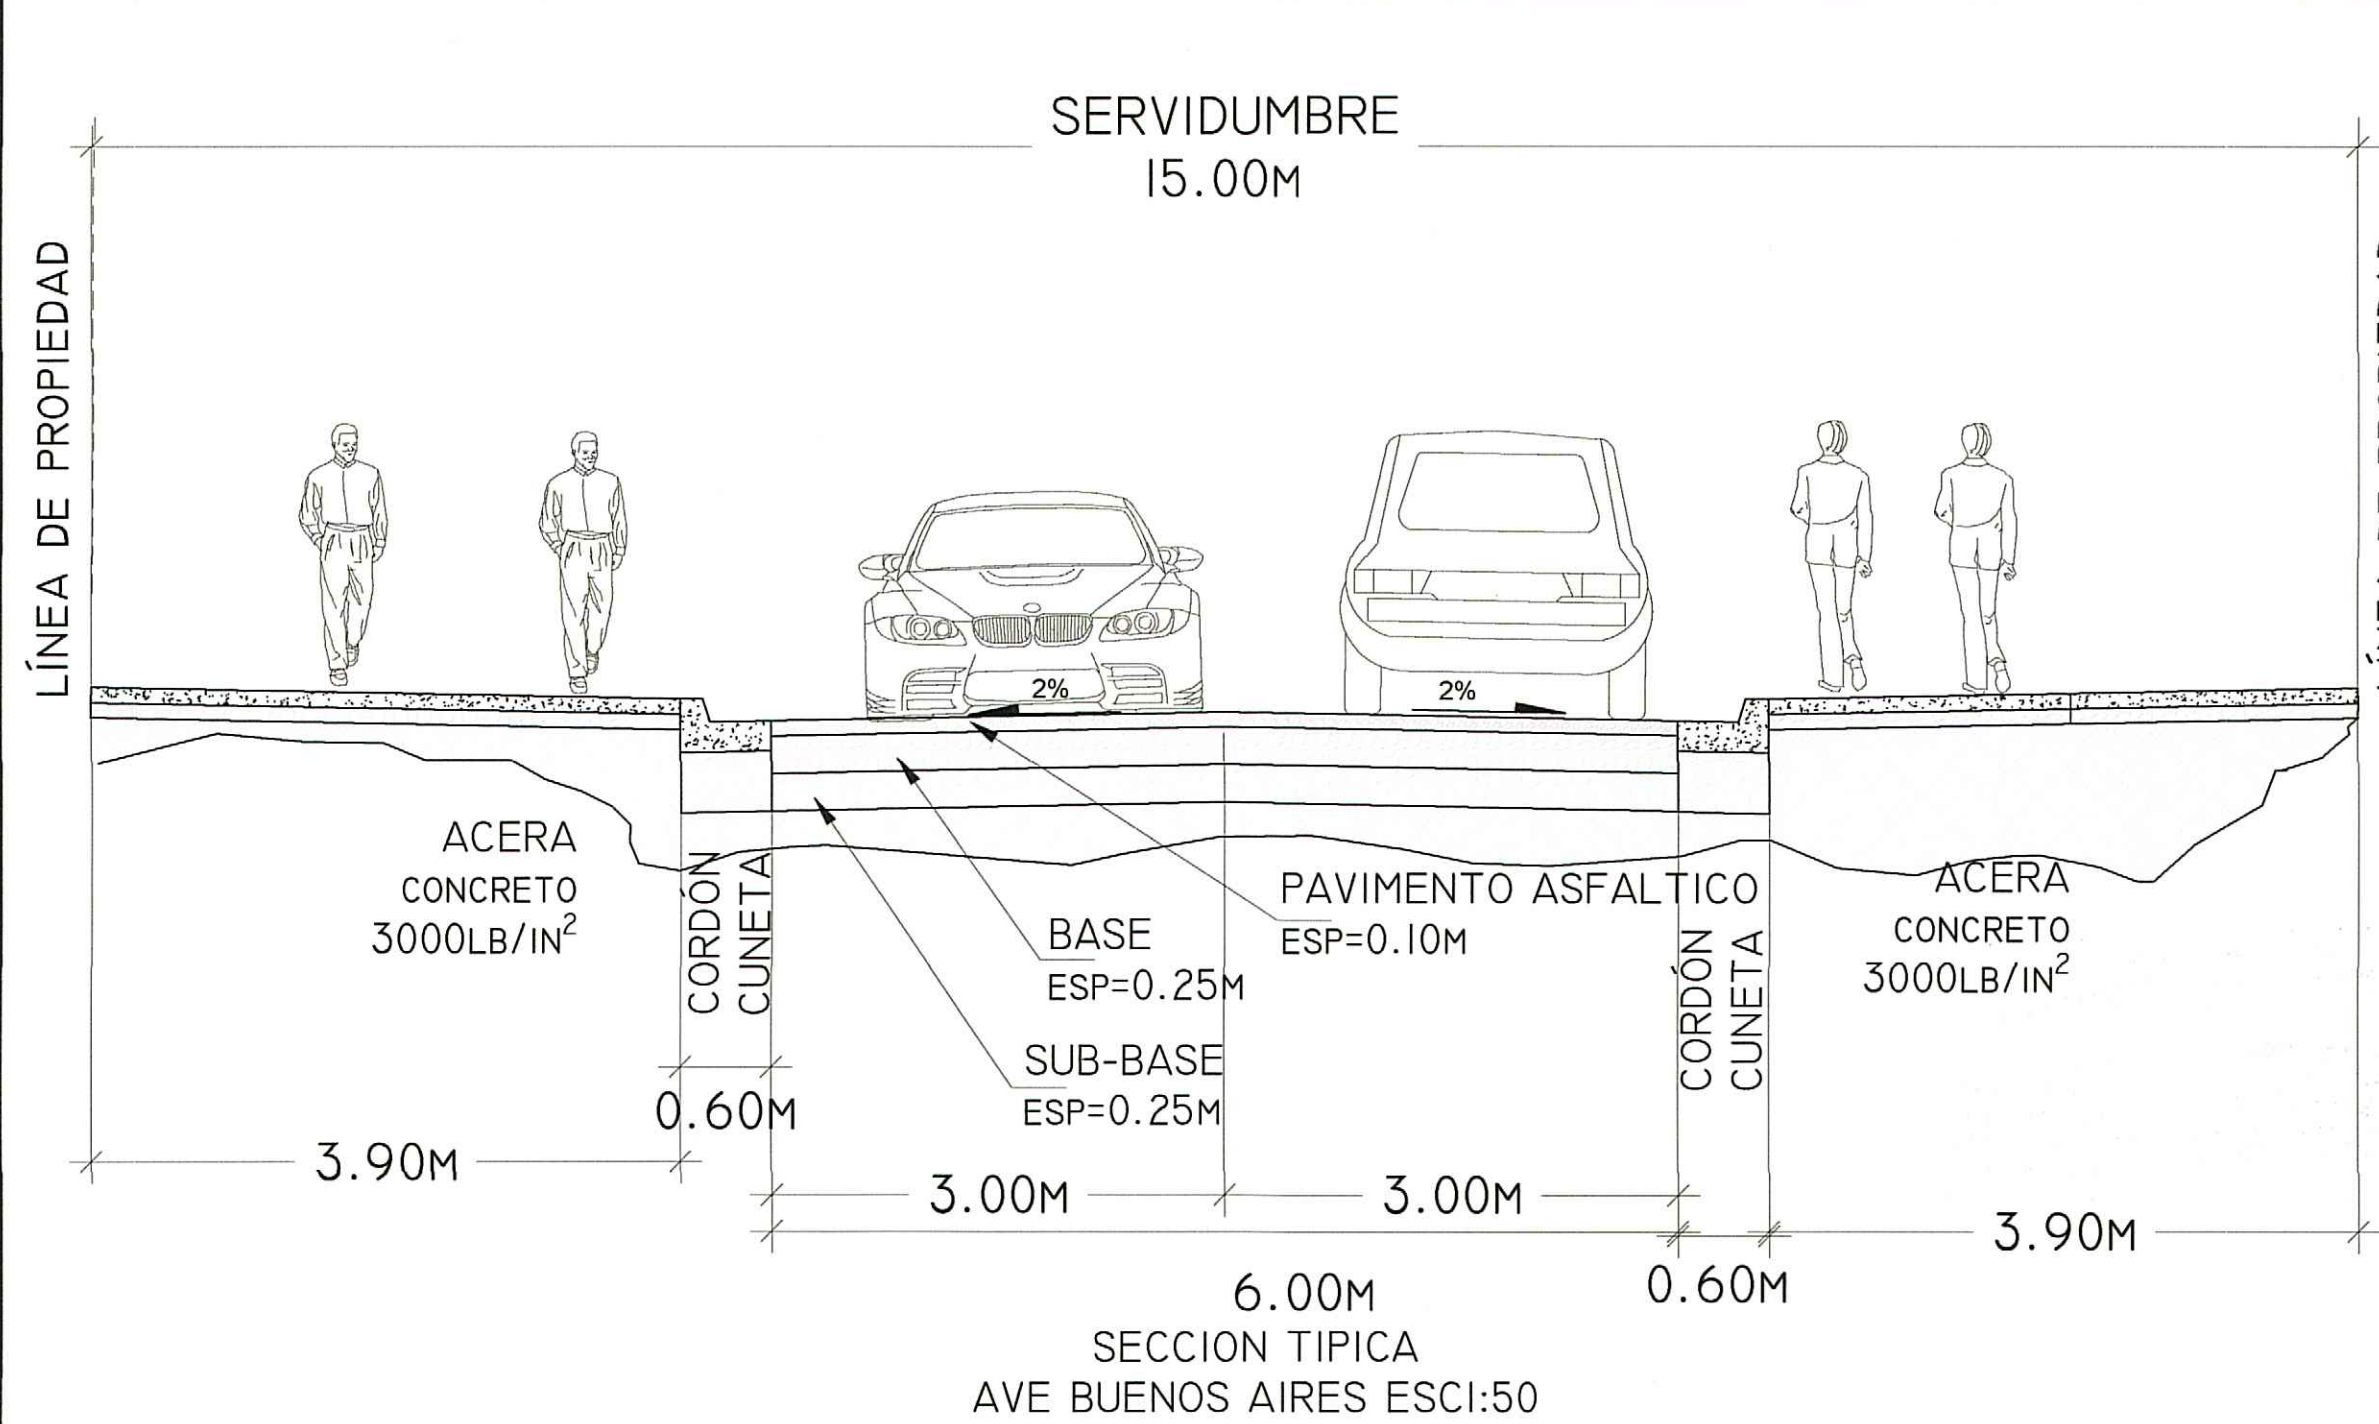 SERVIDUMBRE
15.00M
LÍNEA DE PROPIEDAD
2%
2%
ACERA
CONCRETO
3000LB/IN²
CORDÓN
CUNETA
BASE
ESP=0.25M
SUB-BASE
ESP=0.25M
PAVIMENTO ASFALTICO
ESP=0.10M
CORDÓN
CUNETA
ACERA
CONCRETO
3000LB/IN²
0.60M
3.90M
3.00M
3.00M
3.90M
6.00M
0.60M
SECCION TIPICA
AVE BUENOS AIRES ESC1:50